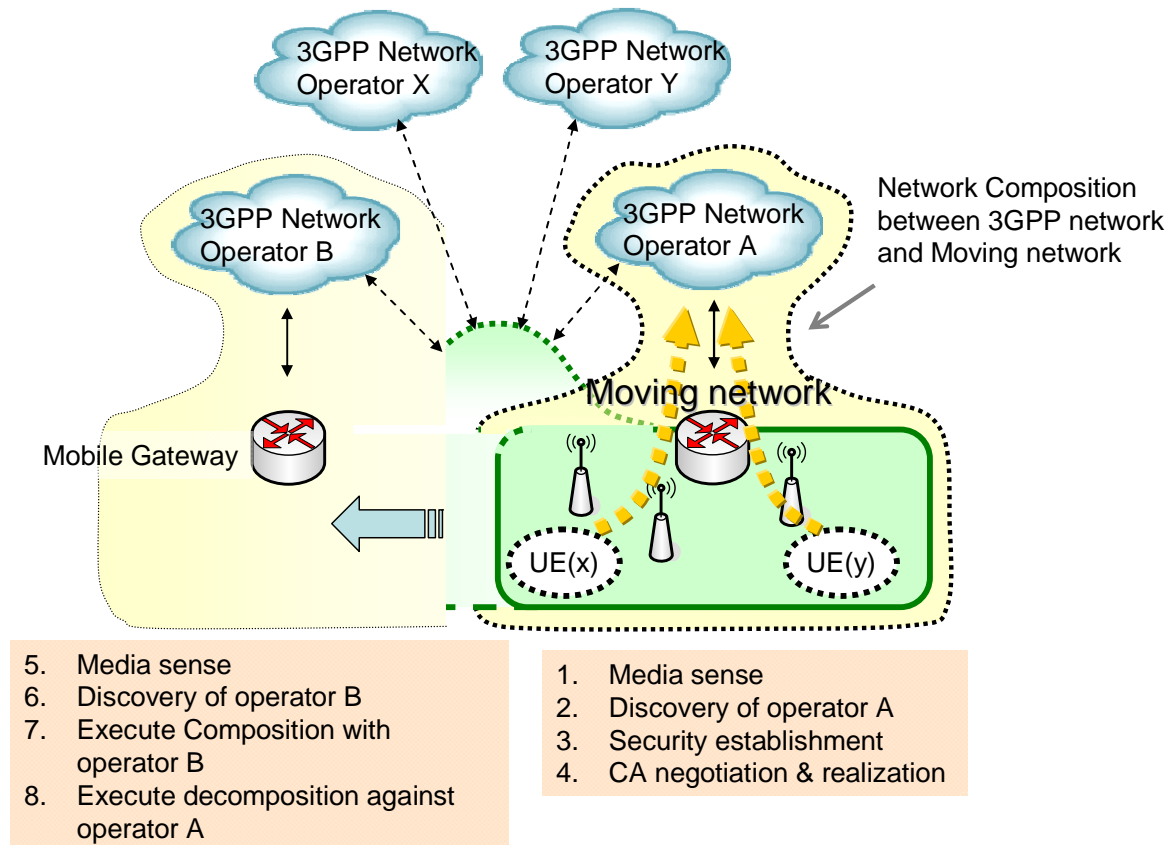 3GPP Network
Operator X
3GPP Network
Operator Y
3GPP Network
Operator B
3GPP Network
Operator A
Network Composition
between 3GPP network
and Moving network
Moving network
Mobile Gateway
UE(x)
UE(y)
5. Media sense
6. Discovery of operator B
7. Execute Composition with
operator B
8. Execute decomposition against
operator A
1. Media sense
2. Discovery of operator A
3. Security establishment
4. CA negotiation & realization